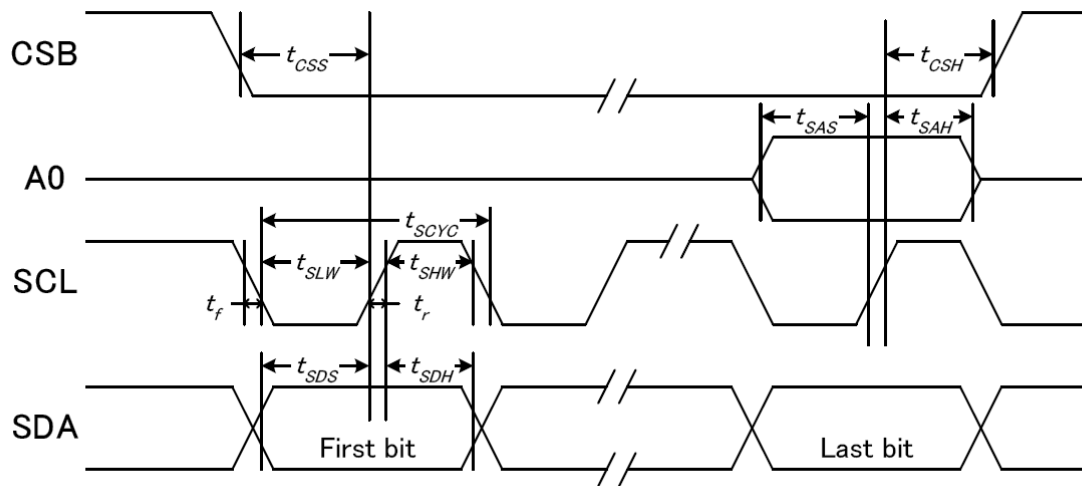 CSB
tCSS
tCSH
tSAS
tSAH
A0
tSCYC
SCL
tSLW
tSHW
tf
tr
tSDS
tSDH
SDA
First bit
Last bit